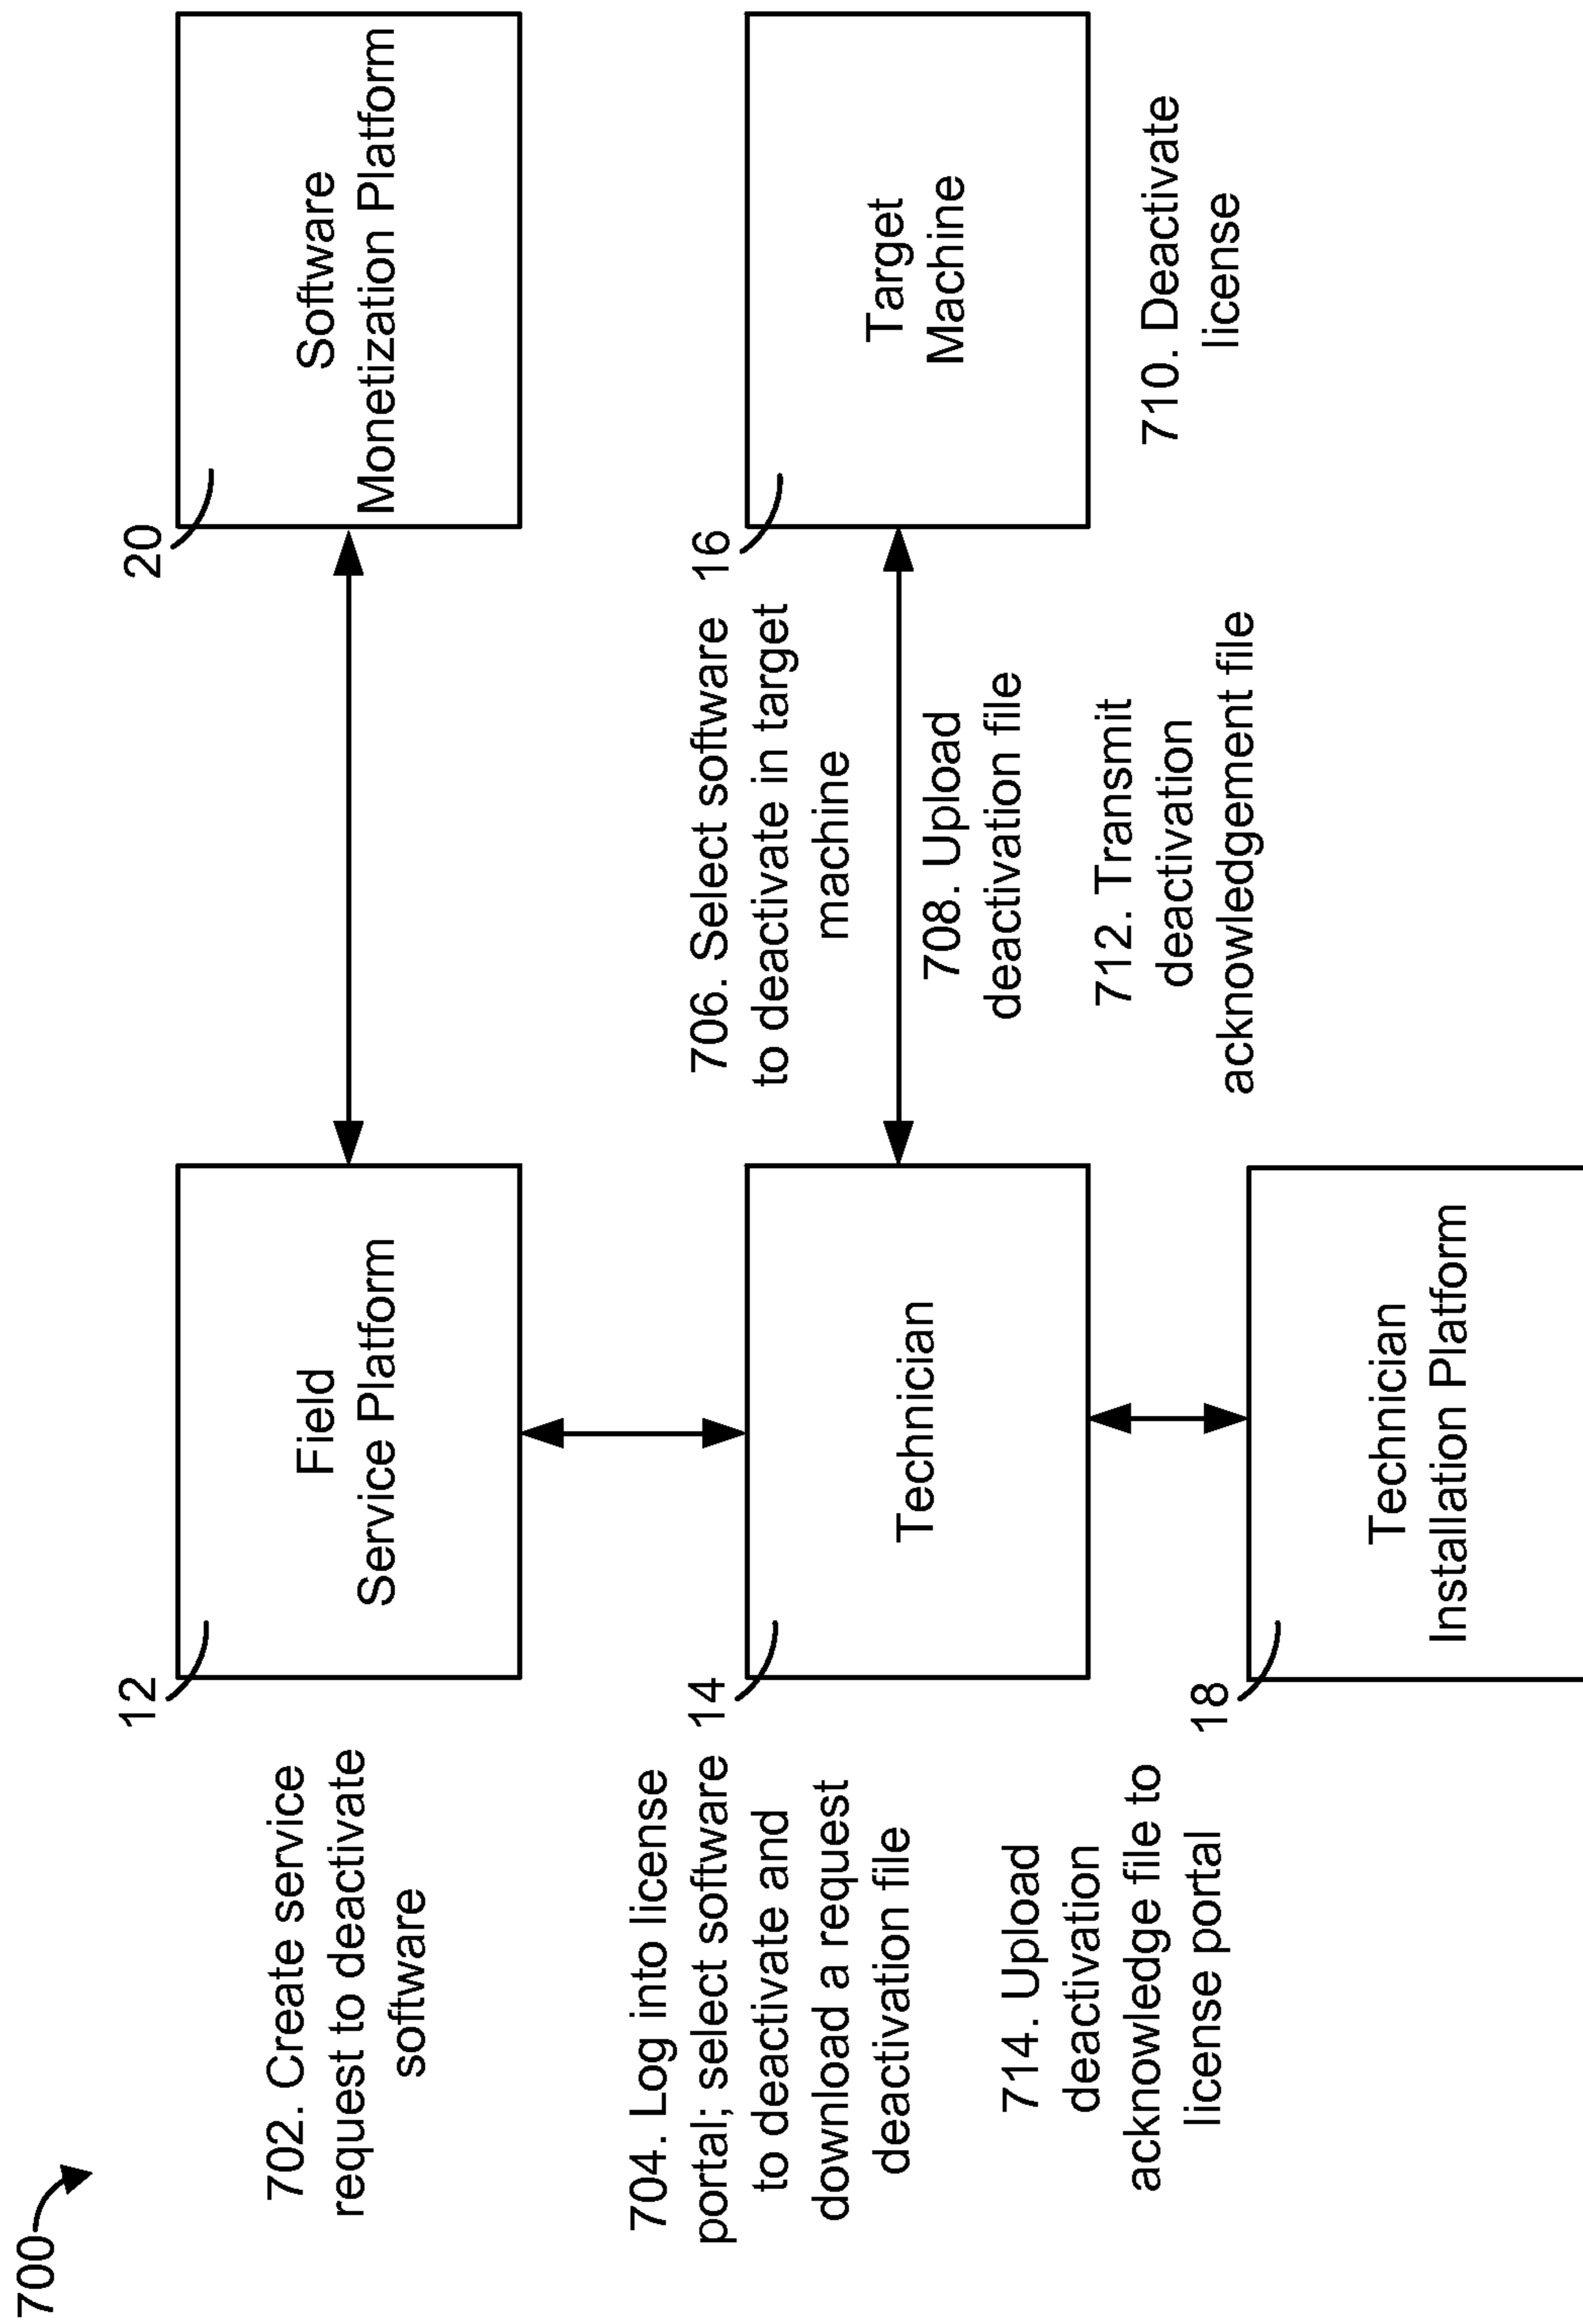 700
702. Create service
request to deactivate
software
12
Field
Service Platform
20
Software
Monetization Platform
704. Log into license
portal; select software
to deactivate and
download a request
deactivation file
14
Technician
706. Select software
to deactivate in target
machine
16
Target
Machine
708. Upload
deactivation file
710. Deactivate
license
712. Transmit
deactivation
acknowledgement file
714. Upload
deactivation
acknowledge file to
license portal
18
Technician
Installation Platform